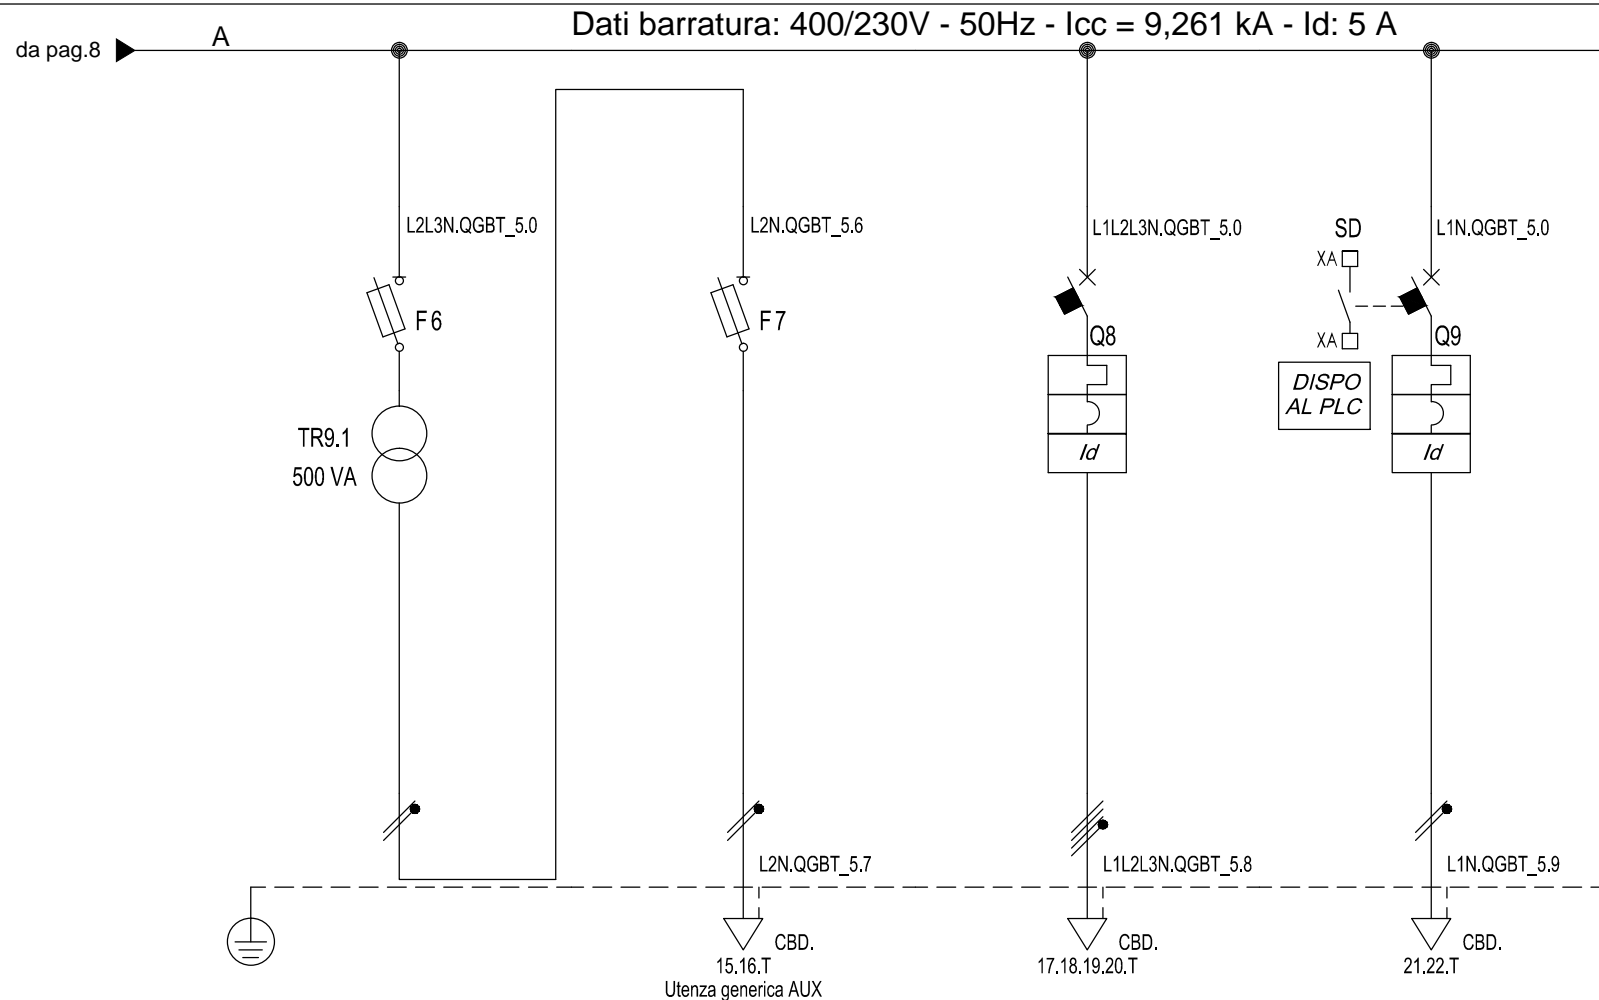 Dati barratura: 400/230V - 50Hz - Icc = 9,261 kA - Id: 5 A
da pag.8
A
L2L3N.QGBT_5.0
L2N.QGBT_5.6
L1L2L3N.QGBT_5.0
SD
L1N.QGBT_5.0
XA
F6
F7
XA
Q8
Q9
DISPO
AL PLC
TR9.1
500 VA
Id
Id
L2N.QGBT_5.7
L1L2L3N.QGBT_5.8
L1N.QGBT_5.9
CBD.
CBD.
CBD.
15.16.T
17.18.19.20.T
21.22.T
Utenza generica AUX